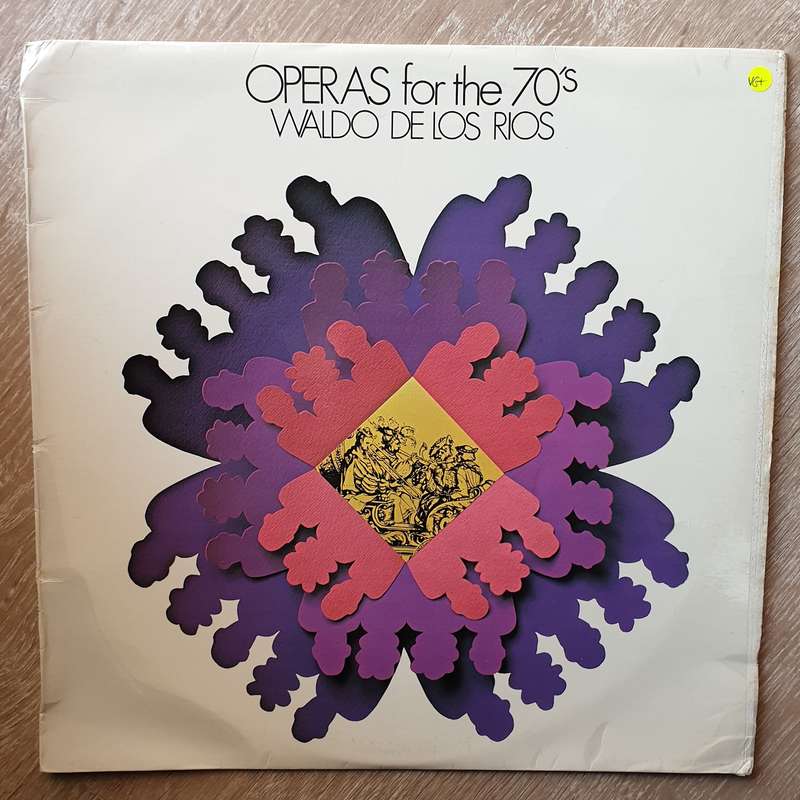 OPERAS for the 70's
WALDO DE LOS RIOS
VG+